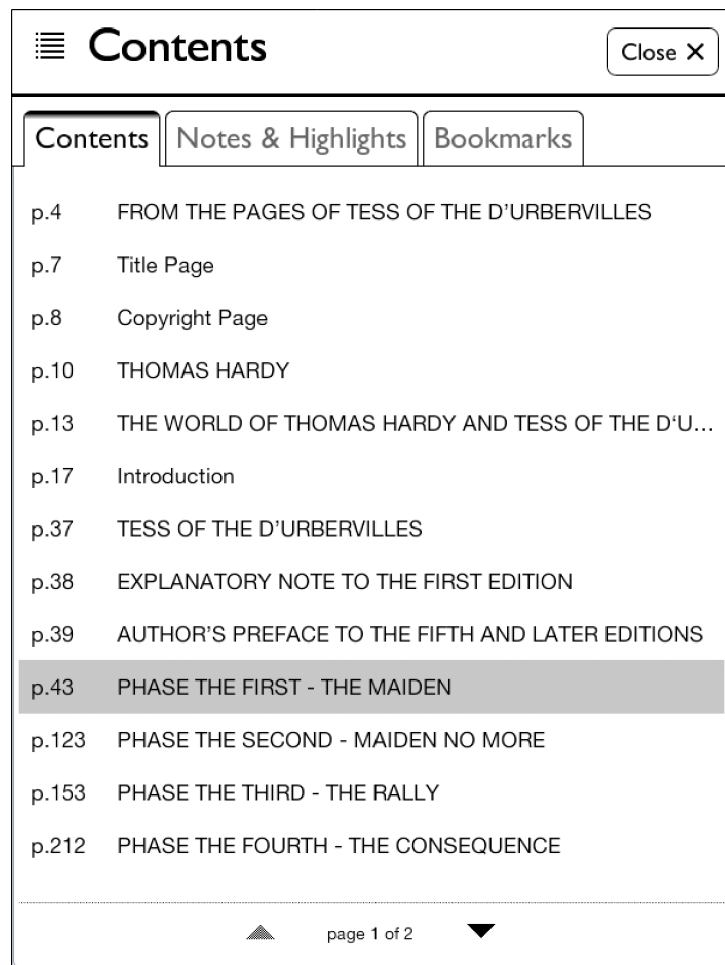 Contents
Close X
Contents Notes & Highlights Bookmarks
p.4 FROM THE PAGES OF TESS OF THE D’URBERVILLES
p.7 Title Page
p.8 Copyright Page
p.10 THOMAS HARDY
p.13 THE WORLD OF THOMAS HARDY AND TESS OF THE D‘U...
p.17 Introduction
p.37 TESS OF THE D’URBERVILLES
p.38 EXPLANATORY NOTE TO THE FIRST EDITION
p.39 AUTHOR’S PREFACE TO THE FIFTH AND LATER EDITIONS
p.43 PHASE THE FIRST - THE MAIDEN
p.123 PHASE THE SECOND - MAIDEN NO MORE
p.153 PHASE THE THIRD - THE RALLY
p.212 PHASE THE FOURTH - THE CONSEQUENCE
page 1 of 2